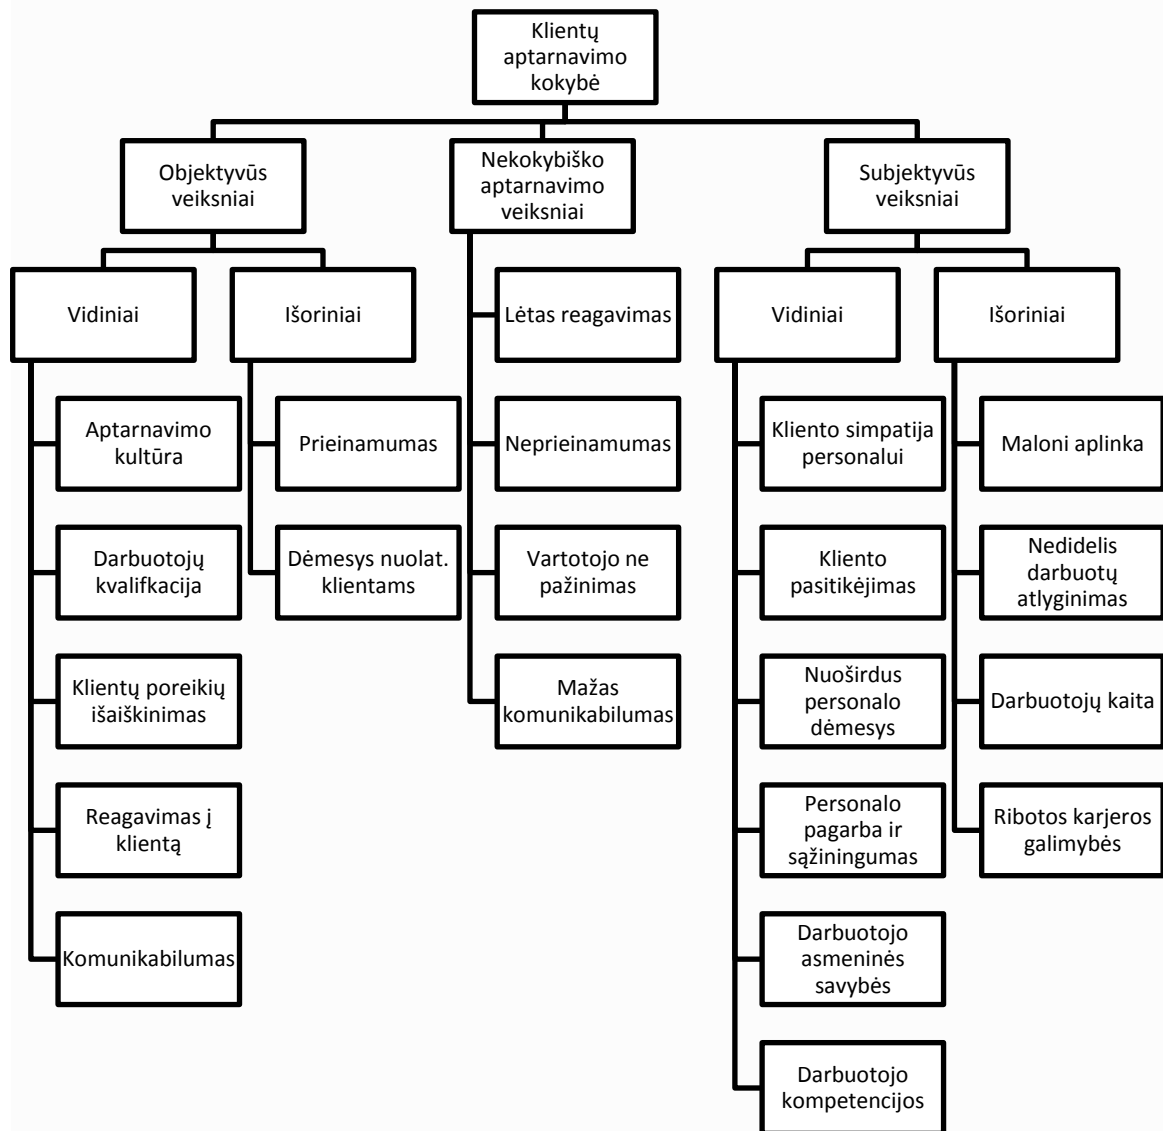 Klientų
aptarnavimo
kokybė
Objektyvūs
veiksniai
Nekokybiško
aptarnavimo
veiksniai
Subjektyvūs
veiksniai
Vidiniai
Išoriniai
Lėtas reagavimas
Vidiniai
Išoriniai
Aptarnavimo
kultūra
Prieinamumas
Neprieinamumas
Kliento simpatija
personalui
Maloni aplinka
Darbuotojų
kvalifkacija
Dėmesys nuolat.
klientams
Vartotojo ne
pažinimas
Kliento
pasitikėjimas
Nedidelis
darbuotų
atlyginimas
Klientų poreikių
išaiškinimas
Mažas
komunikabilumas
Nuoširdus
personalo
dėmesys
Darbuotojų kaita
Reagavimas į
klientą
Personalo
pagarba ir
sąžiningumas
Ribotos karjeros
galimybės
Komunikabilumas
Darbuotojo
asmeninės
savybės
Darbuotojo
kompetencijos